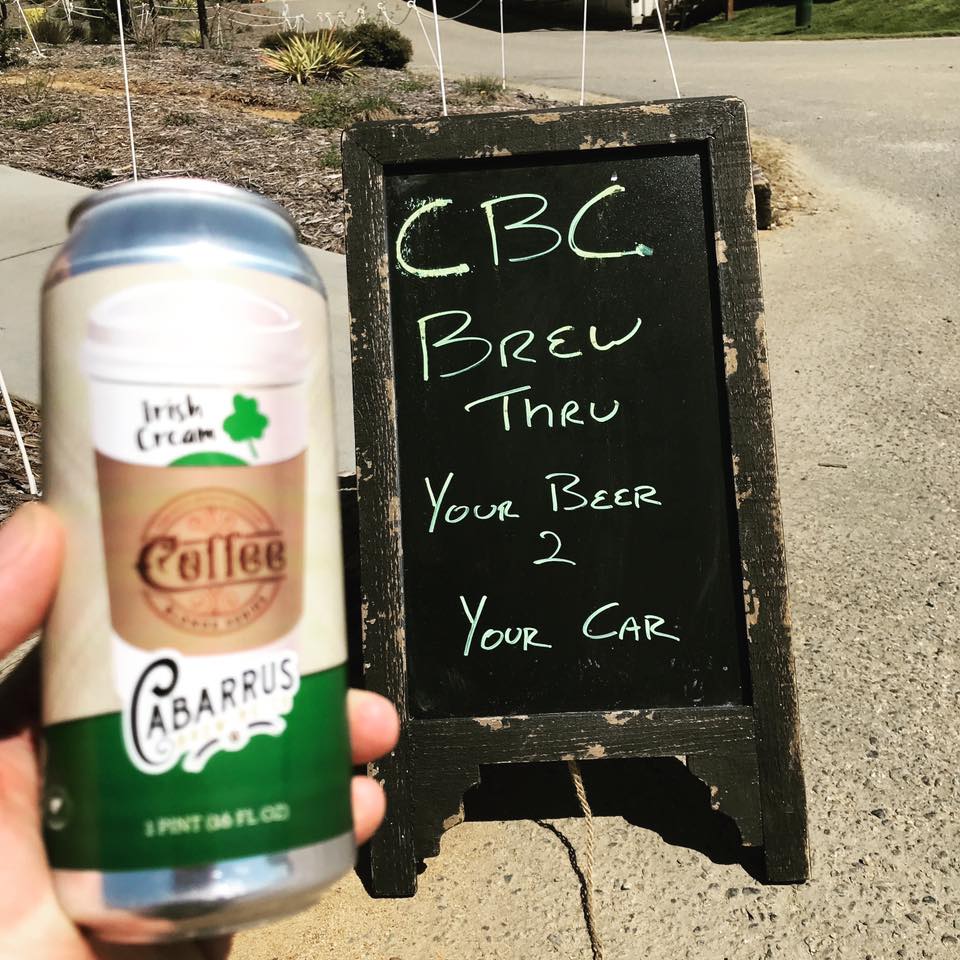 Irish
Cream
Coffee
CABARRUS
1 PINT (16 FL OZ)
CBC
BREW
THRU
YOUR BEER
2
YOUR CAR